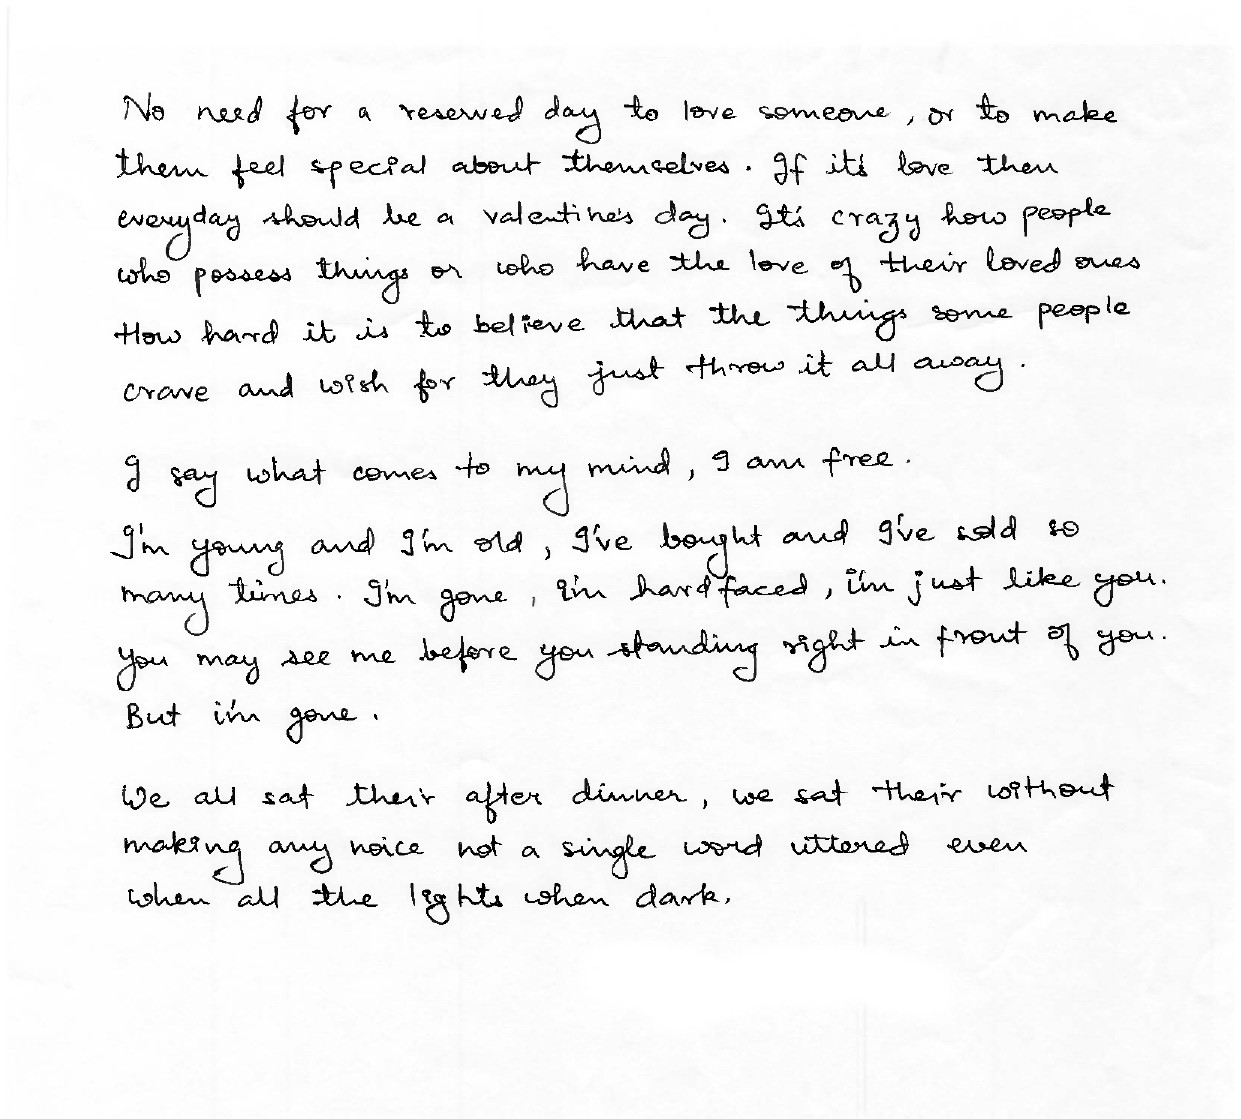 No need for a reserved day to love someone, or to make
them feel special about themselves. If it's love then
everyday should be a valentine's day. It's crazy how people
who possess things or who have the love of their loved ones
How hard it is to believe that the things some people
crave and wish for they just throw it all away.
I say what comes to my mind, I am free.
I'm young and I'm old, I've bought and I've sold so
many times. I'm gone, I'm hard faced, i'm just like you.
You may see me before you standing right in front of you.
But i'm gone.
We all sat their after dinner, we sat their without
making any noice not a single word uttered even
when all the lights when dark.